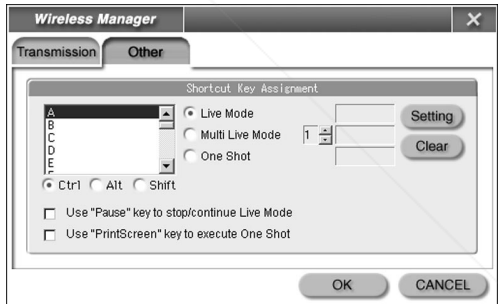 Wireless Manager
Transmission Other
Shortcut Key Assignment
A
B
C
D
E
Live Mode
Multi Live Mode 1
One Shot
Setting
Clear
Ctrl Alt Shift
Use "Pause" key to stop/continue Live Mode
Use "PrintScreen" key to execute One Shot
OK CANCEL